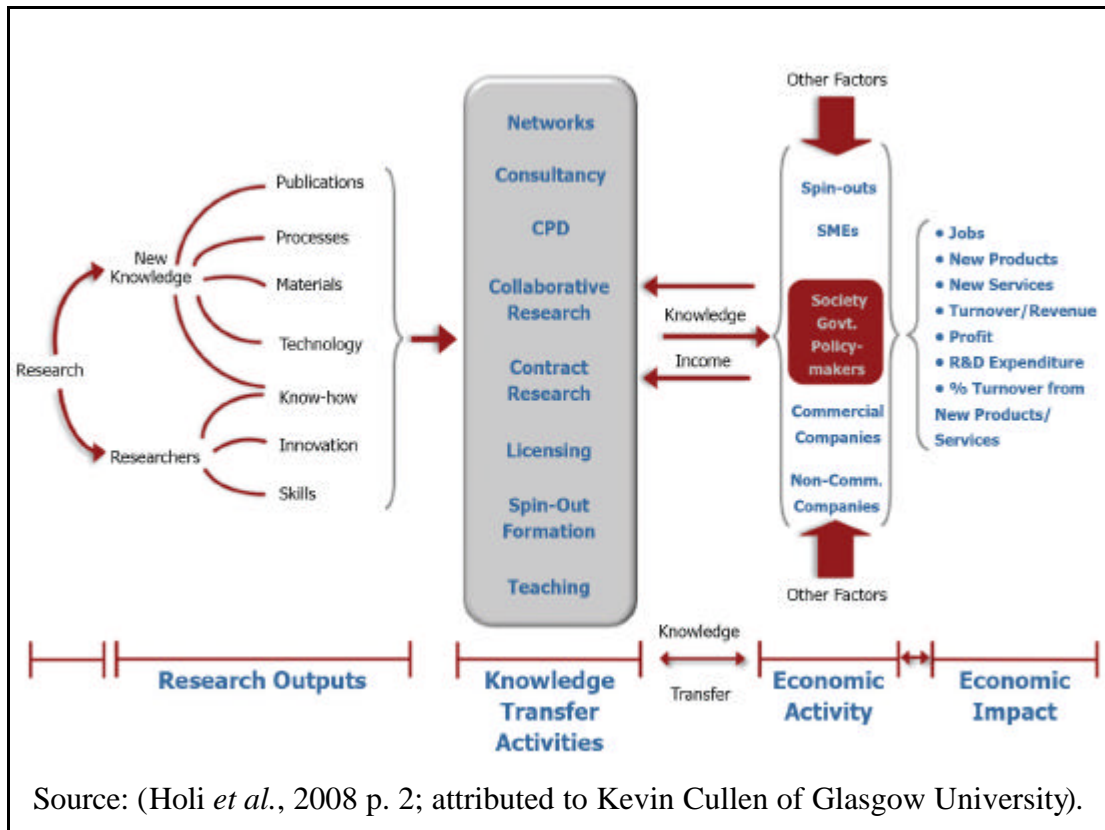 Research
New
Knowledge
Researchers
Publications
Processes
Materials
Technology
Know-how
Innovation
Skills
Networks
Consultancy
CPD
Collaborative
Research
Contract
Research
Licensing
Spin-Out
Formation
Teaching
Knowledge
Income
Other Factors
Spin-outs
SMEs
Society
Govt.
Policy-
makers
Commercial
Companies
Non-Comm.
Companies
Other Factors
• Jobs
• New Products
• New Services
• Turnover/Revenue
• Profit
• R&D Expenditure
• % Turnover from
New Products/
Services
Research Outputs
Knowledge
Transfer
Activities
Knowledge
Transfer
Economic
Activity
Economic
Impact
Source: (Holi et al., 2008 p. 2; attributed to Kevin Cullen of Glasgow University).